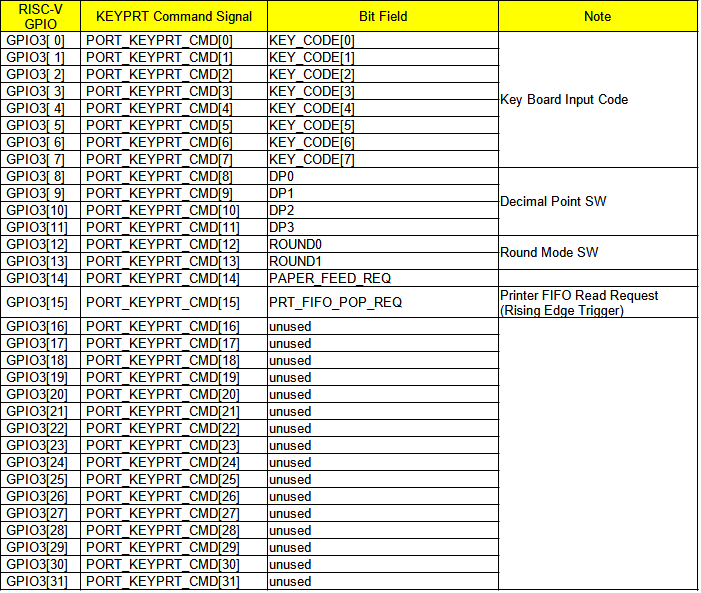 RISC-V GPIO KEYPRT Command Signal Bit Field Note
GPIO3[ 0] PORT_KEYPRT_CMD[0] KEY_CODE[0] Key Board Input Code
GPIO3[ 1] PORT_KEYPRT_CMD[1] KEY_CODE[1]
GPIO3[ 2] PORT_KEYPRT_CMD[2] KEY_CODE[2]
GPIO3[ 3] PORT_KEYPRT_CMD[3] KEY_CODE[3]
GPIO3[ 4] PORT_KEYPRT_CMD[4] KEY_CODE[4]
GPIO3[ 5] PORT_KEYPRT_CMD[5] KEY_CODE[5]
GPIO3[ 6] PORT_KEYPRT_CMD[6] KEY_CODE[6]
GPIO3[ 7] PORT_KEYPRT_CMD[7] KEY_CODE[7]
GPIO3[ 8] PORT_KEYPRT_CMD[8] DP0 Decimal Point SW
GPIO3[ 9] PORT_KEYPRT_CMD[9] DP1
GPIO3[10] PORT_KEYPRT_CMD[10] DP2
GPIO3[11] PORT_KEYPRT_CMD[11] DP3
GPIO3[12] PORT_KEYPRT_CMD[12] ROUND0 Round Mode SW
GPIO3[13] PORT_KEYPRT_CMD[13] ROUND1
GPIO3[14] PORT_KEYPRT_CMD[14] PAPER_FEED_REQ
GPIO3[15] PORT_KEYPRT_CMD[15] PRT_FIFO_POP_REQ Printer FIFO Read Request
(Rising Edge Trigger)
GPIO3[16] PORT_KEYPRT_CMD[16] unused
GPIO3[17] PORT_KEYPRT_CMD[17] unused
GPIO3[18] PORT_KEYPRT_CMD[18] unused
GPIO3[19] PORT_KEYPRT_CMD[19] unused
GPIO3[20] PORT_KEYPRT_CMD[20] unused
GPIO3[21] PORT_KEYPRT_CMD[21] unused
GPIO3[22] PORT_KEYPRT_CMD[22] unused
GPIO3[23] PORT_KEYPRT_CMD[23] unused
GPIO3[24] PORT_KEYPRT_CMD[24] unused
GPIO3[25] PORT_KEYPRT_CMD[25] unused
GPIO3[26] PORT_KEYPRT_CMD[26] unused
GPIO3[27] PORT_KEYPRT_CMD[27] unused
GPIO3[28] PORT_KEYPRT_CMD[28] unused
GPIO3[29] PORT_KEYPRT_CMD[29] unused
GPIO3[30] PORT_KEYPRT_CMD[30] unused
GPIO3[31] PORT_KEYPRT_CMD[31] unused